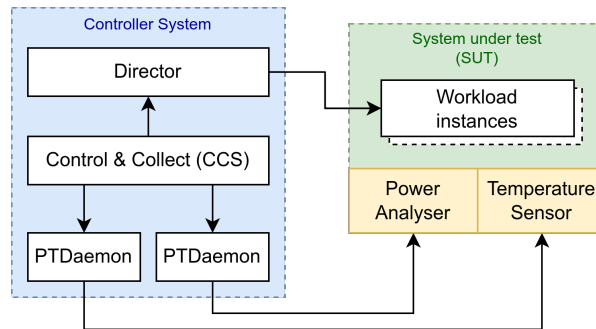 Controller System
Director
Control & Collect (CCS)
PTDaemon
PTDaemon
System under test
(SUT)
Workload
instances
Power
Analyser
Temperature
Sensor